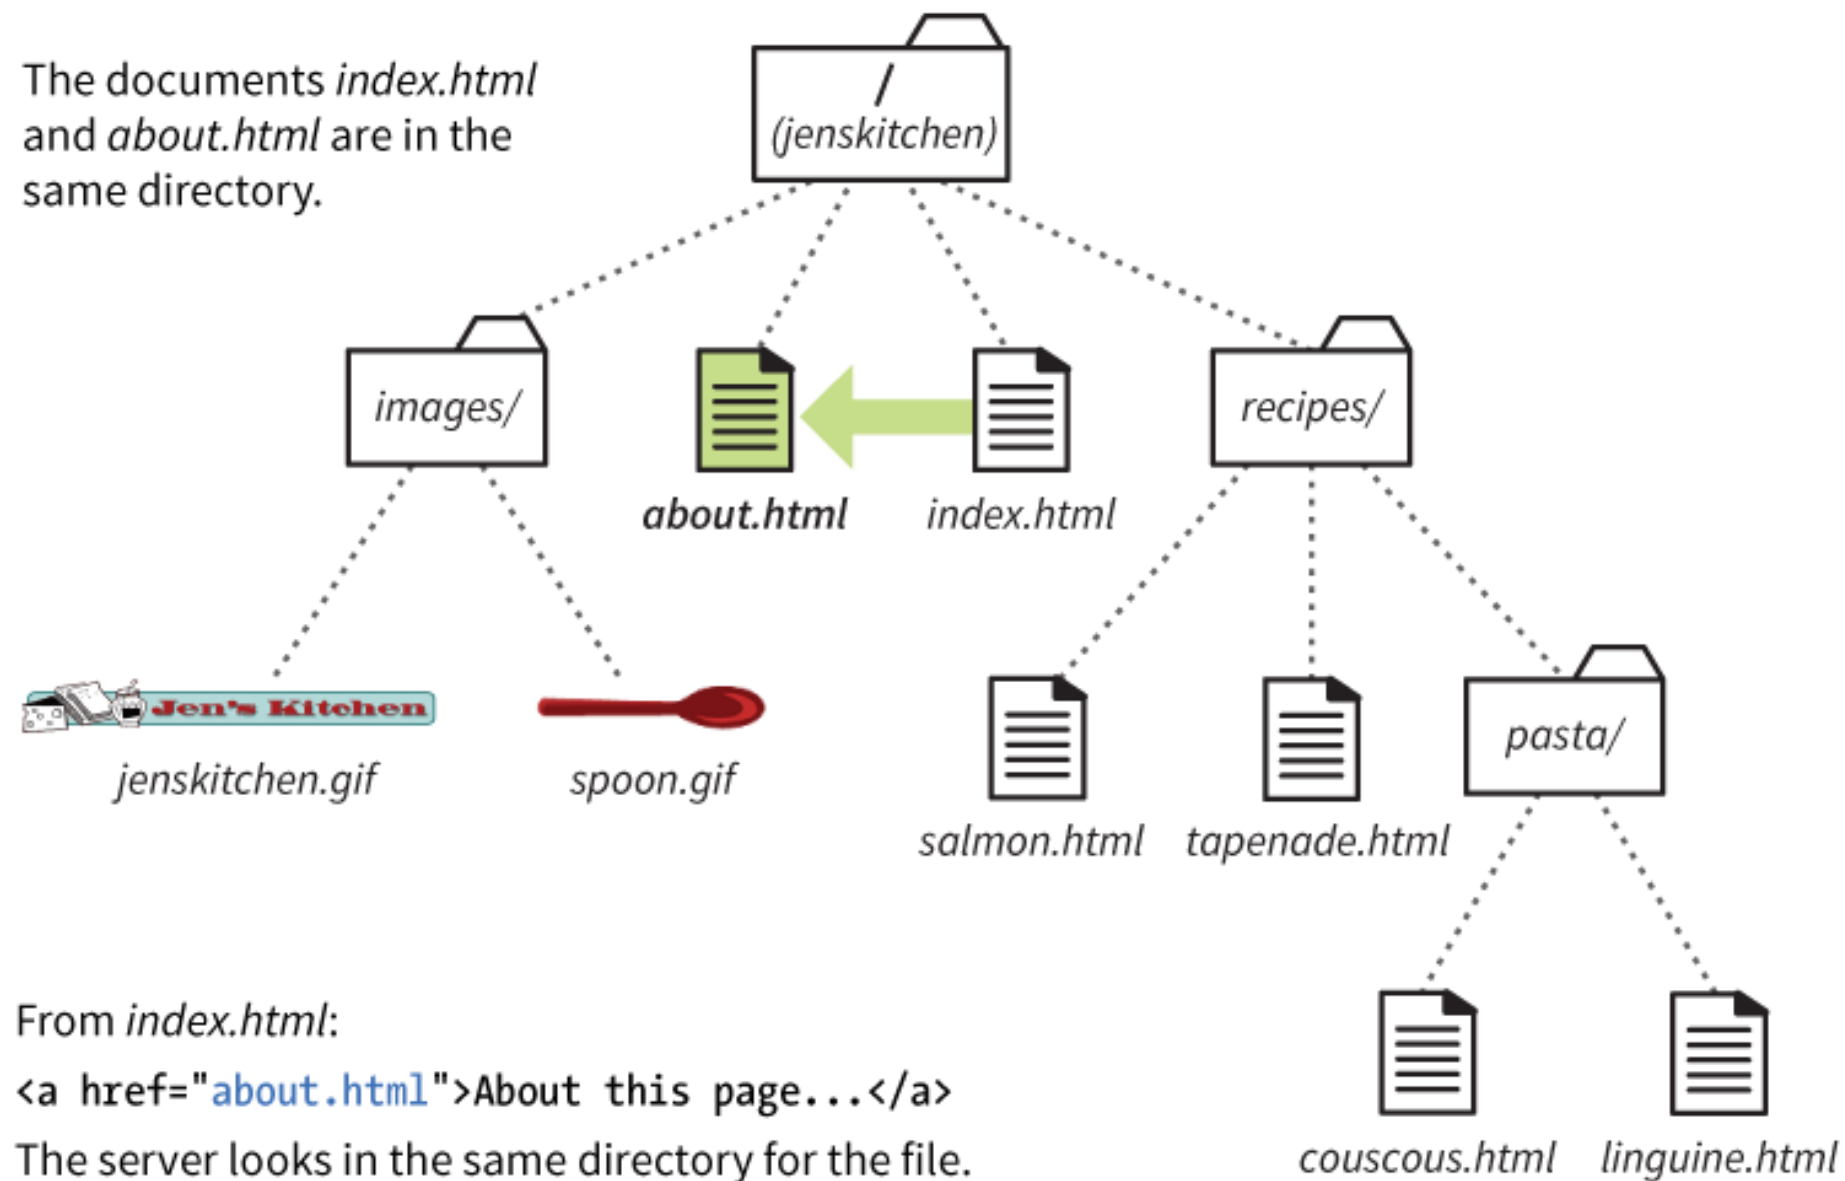 The documents index.html
and about.html are in the
same directory.
/
(jenskitchen)
images/
about.html
index.html
recipes/
Jen's Kitchen
jenskitchen.gif
spoon.gif
salmon.html
tapenade.html
pasta/
couscous.html
linguine.html
From index.html:
<a href="about.html">About this page...</a>
The server looks in the same directory for the file.